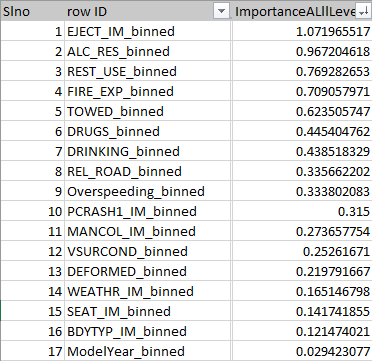 Slno row ID ImportanceALllLeve
1 EJECT_IM_binned 1.071965517
2 ALC_RES_binned 0.967204618
3 REST_USE_binned 0.769282653
4 FIRE_EXP_binned 0.709057971
5 TOWED_binned 0.623505747
6 DRUGS_binned 0.445404762
7 DRINKING_binned 0.438518329
8 REL_ROAD_binned 0.335662202
9 Overspeeding_binned 0.333802083
10 PCRASH1_IM_binned 0.315
11 MANCOL_IM_binned 0.273657754
12 VSURCOND_binned 0.25261671
13 DEFORMED_binned 0.219791667
14 WEATHR_IM_binned 0.165146798
15 SEAT_IM_binned 0.141741855
16 BDYTYP_IM_binned 0.121474021
17 ModelYear_binned 0.029423077